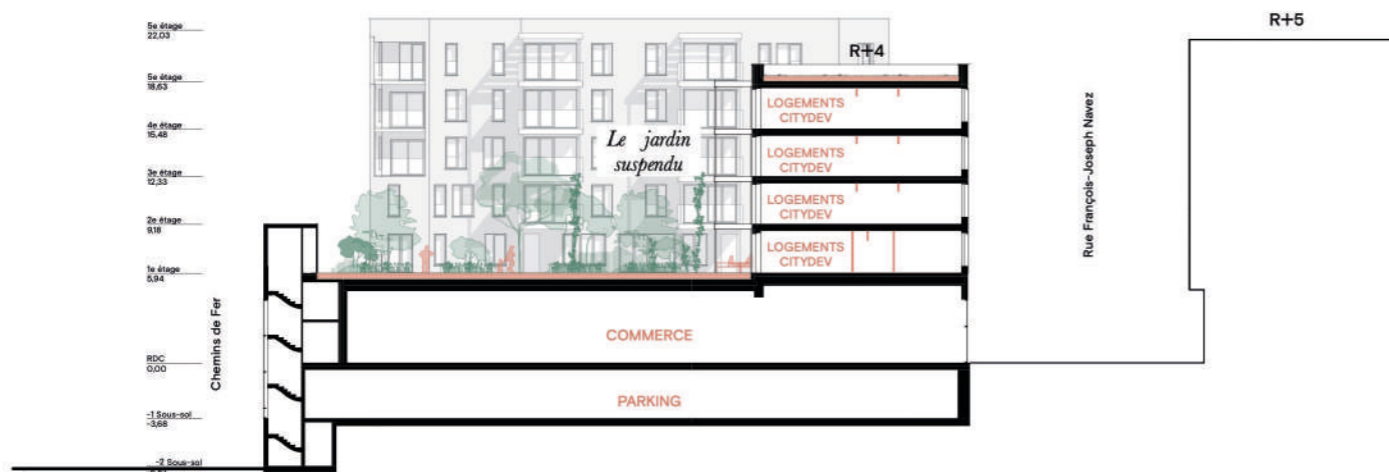 R+5
5e étage
22,03
R+4
5e étage
18,63
LOGEMENTS
CITYDEV
4e étage
15,48
Le jardin
suspendu
LOGEMENTS
CITYDEV
3e étage
12,33
LOGEMENTS
CITYDEV
2e étage
9,18
LOGEMENTS
CITYDEV
1e étage
5,94
Rue François-Joseph Navez
Chemins de Fer
COMMERCE
RDC
0,00
PARKING
-1 Sous-sol
-3,68
-2 Sous-sol